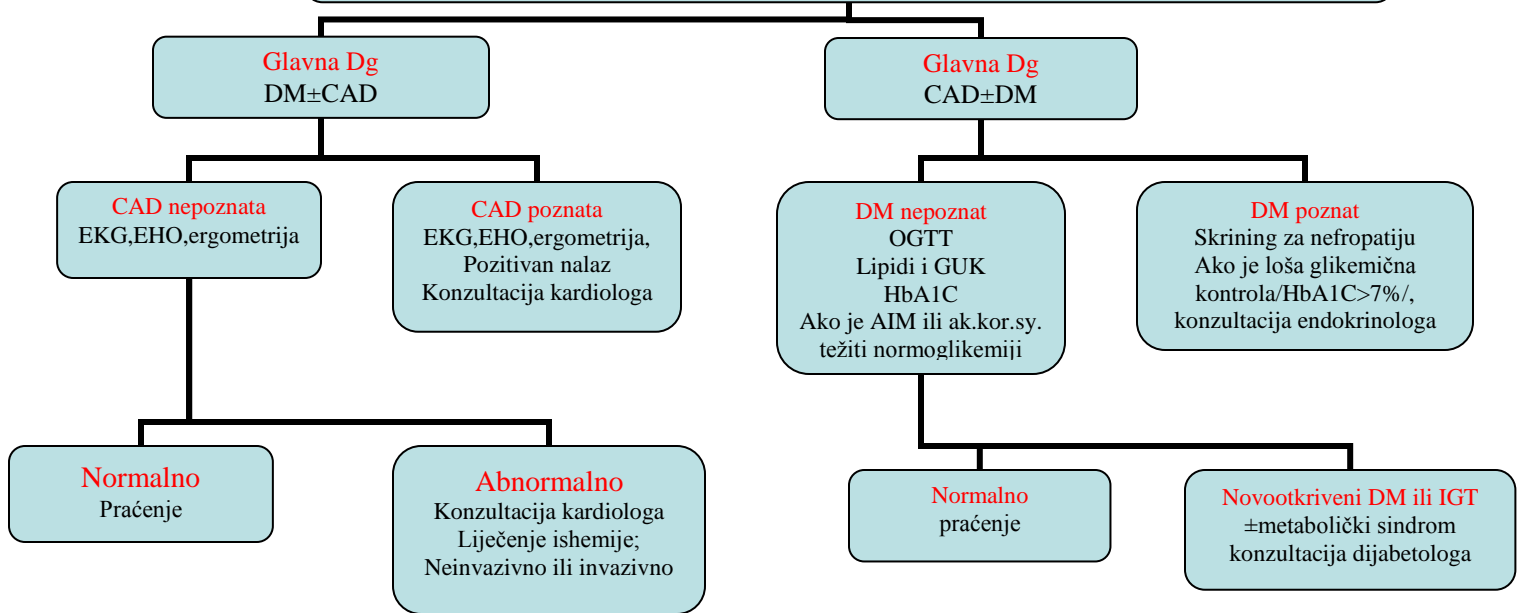 Glavna Dg
DM±CAD
Glavna Dg
CAD±DM
CAD nepoznata
EKG,EHO,ergometrija
CAD poznata
EKG,EHO,ergometrija,
Pozitivan nalaz
Konzultacija kardiologa
DM nepoznat
OGTT
Lipidi i GUK
HbA1C
Ako je AIM ili ak.kor.sy.
težiti normoglikemiji
DM poznat
Skrining za nefropatiju
Ako je loša glikemična
kontrola/HbA1C>7%/,
konzultacija endokrinologa
Normalno
Praćenje
Abnormalno
Konzultacija kardiologa
Liječenje ishemije;
Neinvazivno ili invazivno
Normalno
praćenje
Novootkriveni DM ili IGT
±metabolički sindrom
konzultacija dijabetologa